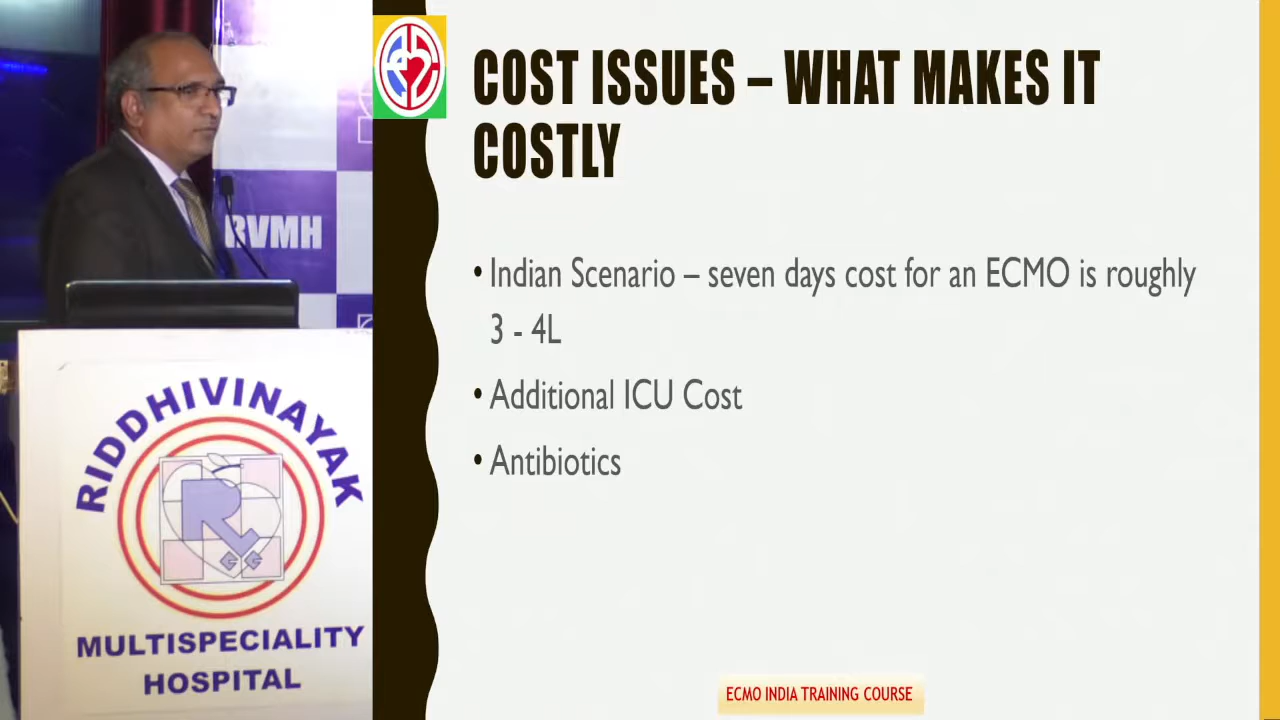 COST ISSUES – WHAT MAKES IT
COSTLY
• Indian Scenario – seven days cost for an ECMO is roughly
3 - 4L
• Additional ICU Cost
• Antibiotics
ECMO INDIA TRAINING COURSE
RVMH
RIDDHIVINAYAK
MULTISPECIALITY
HOSPITAL